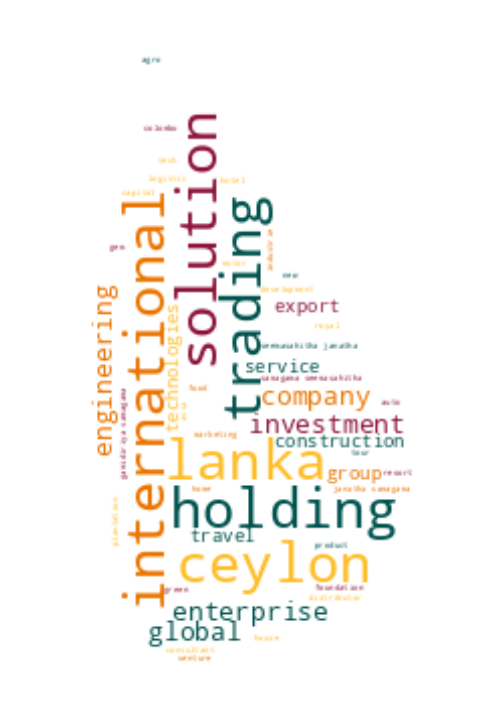 agro
colombo
solution
tech
logistic
hotel
capital
international
trading
gem
industries
motor
new
engineering
development
export
technologies
royal
seemasahitha janatha
service
samagama seemasahitha
food
company
auto
asia
investment
marketing
construction
tour
lanka
group
resort
home
janatha samagama
holding
plantation
travel
product
ceylon
green
foundation
distributor
enterprise
global
house
consultant
venture